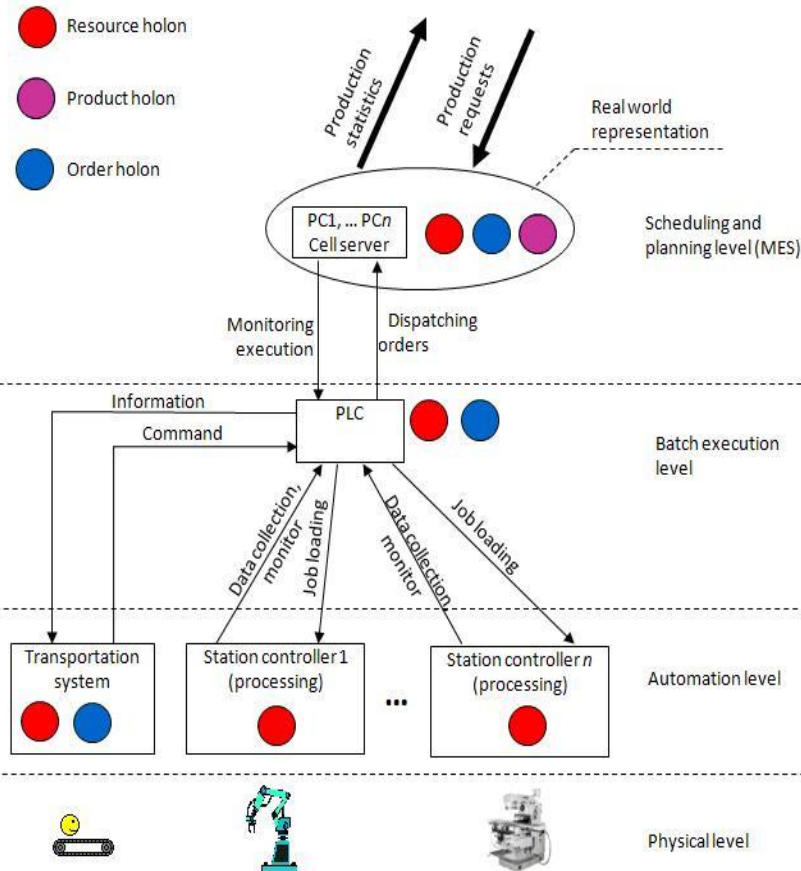 Resource holon
Product holon
Order holon
Production
statistics
Production
requests
Real world
representation
PC1, ... PCn
Cell server
Scheduling and
planning level (MES)
Monitoring
execution
Dispatching
orders
Information
Command
PLC
Batch execution
level
Data collection,
monitor
Job loading
Data collection
monitor
Job loading
Transportation
system
Station controller 1
(processing)
...
Station controller n
(processing)
Automation level
Physical level